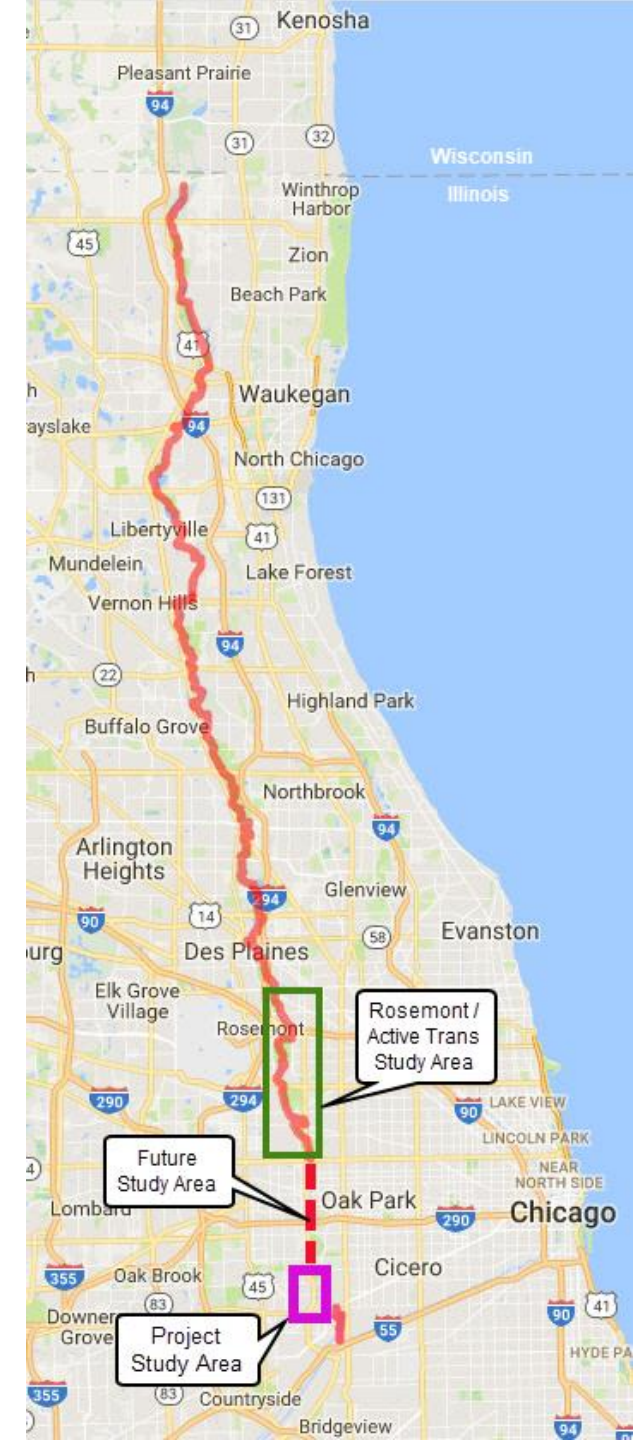 31
Kenosha
Pleasant Prairie
94
31
32
Wisconsin
Illinois
Winthrop
Harbor
45
Zion
Beach Park
41
Waukegan
ayslake
94
North Chicago
131
Libertyville
41
Mundelein
Lake Forest
Vernon Hills
94
22
Highland Park
Buffalo Grove
Northbrook
94
Arlington
Heights
294
Glenview
90
14
58
Evanston
urg
Des Plaines
Elk Grove
Village
Rosemont
Rosemont /
Active Trans
Study Area
290
294
90
LAKE VIEW
LINCOLN PARK
Future
Study Area
NEAR
NORTH SIDE
Lombard
Oak Park
290
Chicago
355
Oak Brook
45
Cicero
83
Downer
Grove
Project
Study Area
55
90
41
HYDE PA
355
83
Countryside
Bridgeview
94